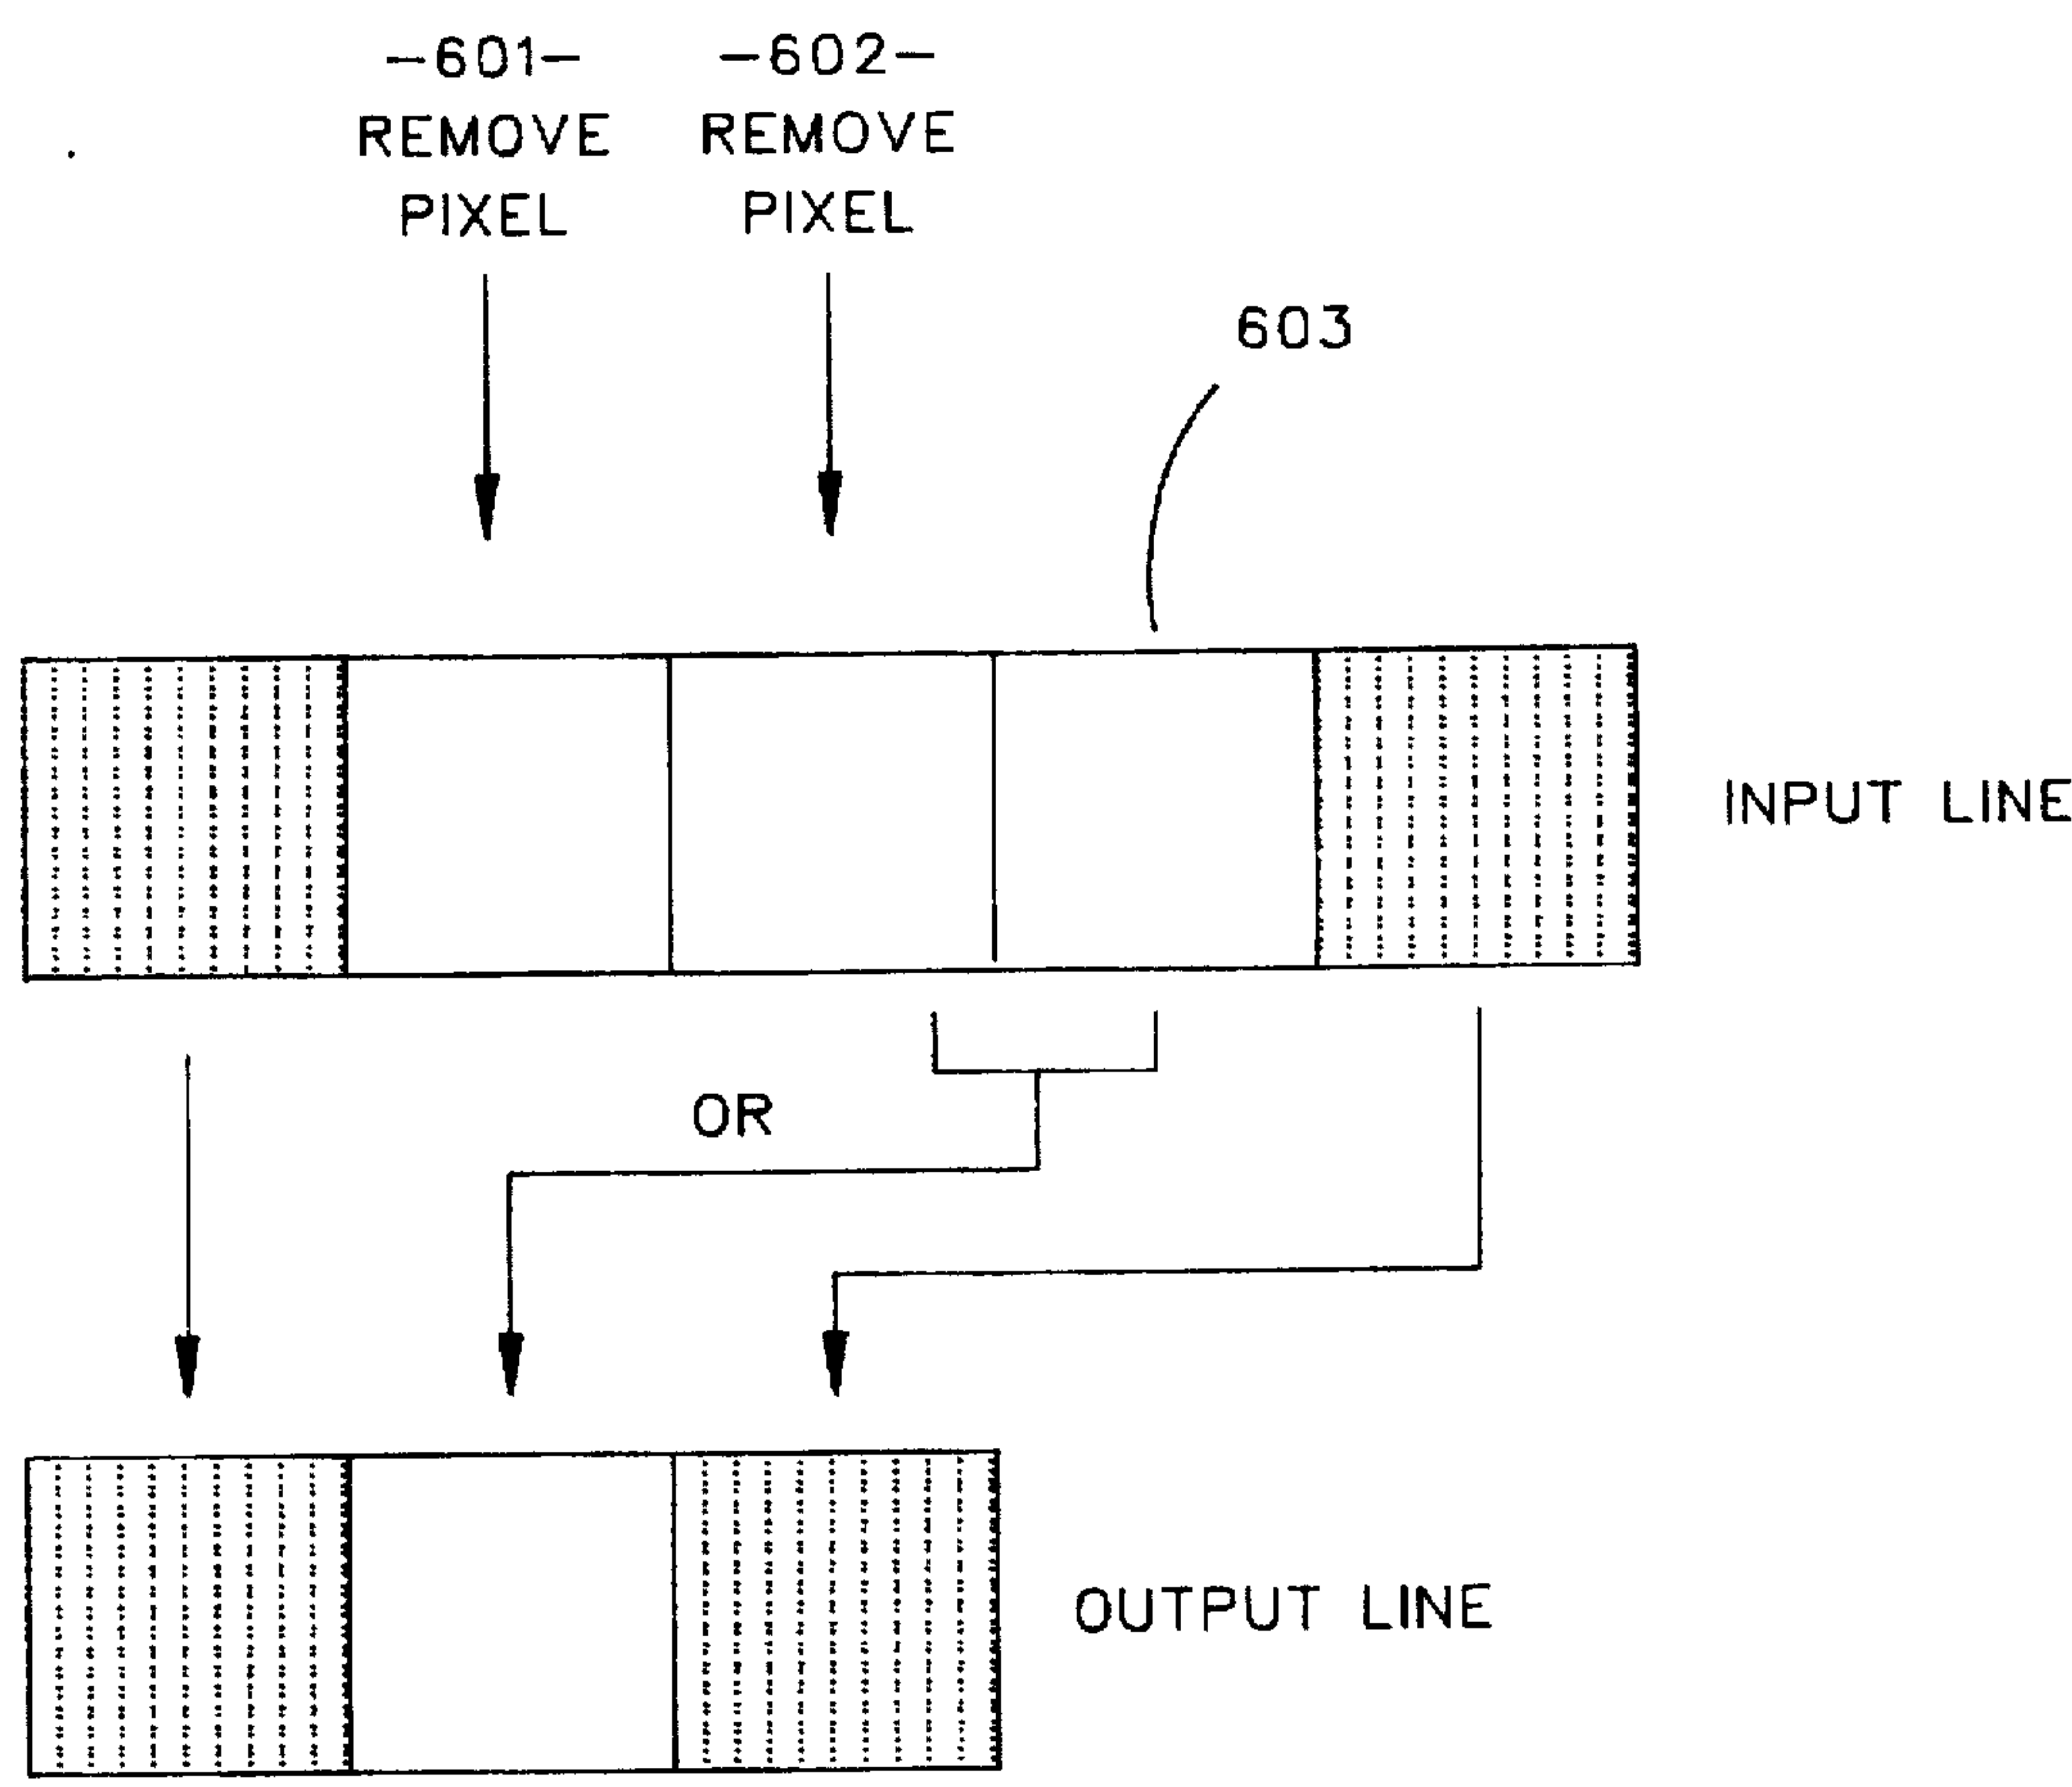 -601-
REMOVE
PIXEL
-602-
REMOVE
PIXEL
603
INPUT LINE
OR
OUTPUT LINE